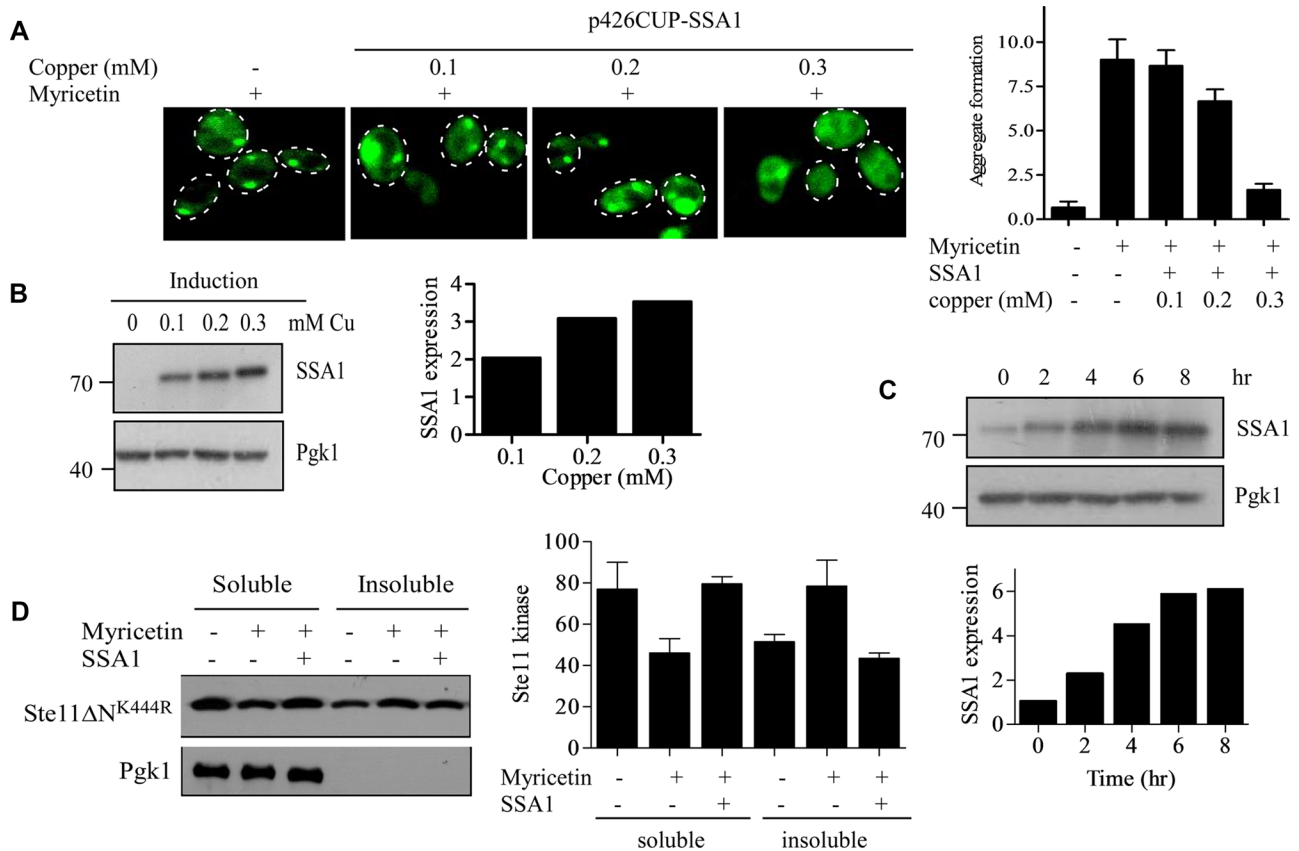 A
p426CUP-SSA1
Copper (mM) - 0.1 0.2 0.3
Myricetin + + + +
Aggregate formation
10.0
7.5
5.0
2.5
0.0
Myricetin - + + + +
SSA1 - - + + +
copper (mM) - - 0.1 0.2 0.3
B
Induction
0 0.1 0.2 0.3 mM Cu
70 SSA1
40 Pgk1
SSA1 expression
4
3
2
1
0
0.1 0.2 0.3
Copper (mM)
C
0 2 4 6 8 hr
70 SSA1
40 Pgk1
SSA1 expression
6
4
2
0
0 2 4 6 8
Time (hr)
D
Soluble Insoluble
Myricetin - + + - + +
SSA1 - - + - - +
Ste11ΔN^K444R
Pgk1
Ste11 kinase
100
80
60
40
20
0
Myricetin - + + - + +
SSA1 - - + - - +
soluble insoluble